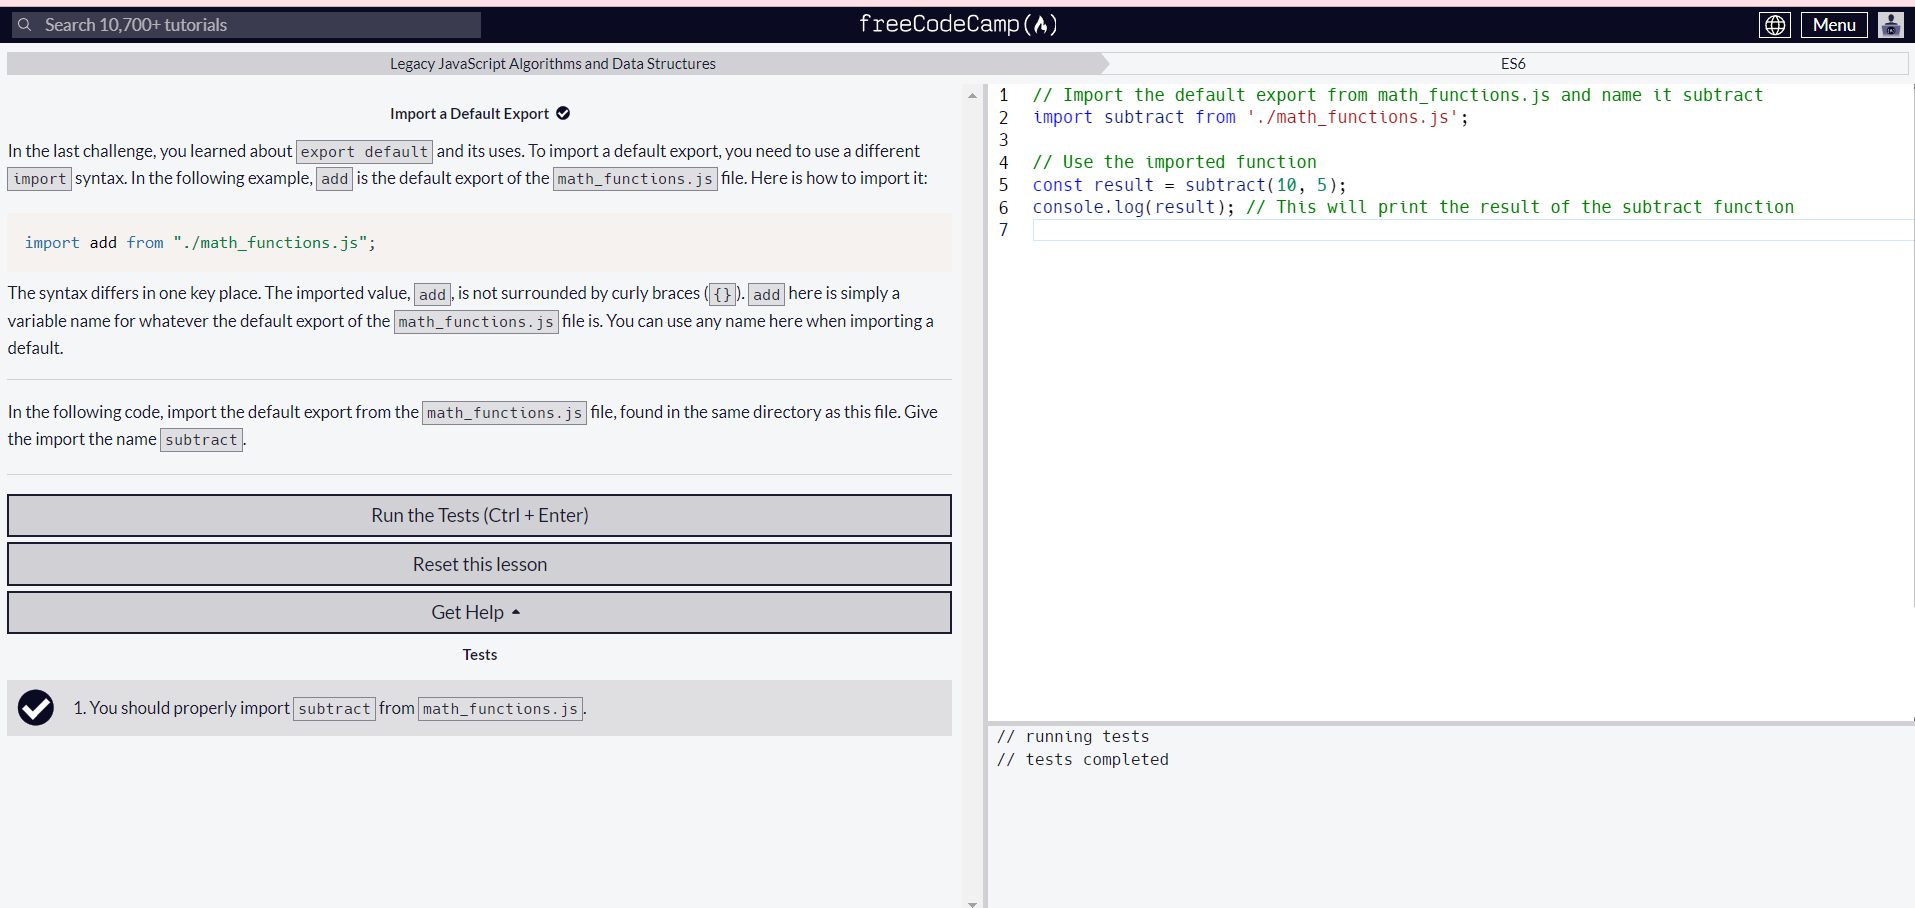 Search 10,700+ tutorials
freeCodeCamp
Menu
Legacy JavaScript Algorithms and Data Structures
ES6
Import a Default Export
In the last challenge, you learned about export default and its uses. To import a default export, you need to use a different
import syntax. In the following example, add is the default export of the math_functions.js file. Here is how to import it:
import add from "./math_functions.js";
The syntax differs in one key place. The imported value, add, is not surrounded by curly braces ({}). add here is simply a
variable name for whatever the default export of the math_functions.js file is. You can use any name here when importing a
default.
In the following code, import the default export from the math_functions.js file, found in the same directory as this file. Give
the import the name subtract.
Run the Tests (Ctrl + Enter)
Reset this lesson
Get Help
Tests
1. You should properly import subtract from math_functions.js.
1 // Import the default export from math_functions.js and name it subtract
2 import subtract from './math_functions.js';
3
4 // Use the imported function
5 const result = subtract(10, 5);
6 console.log(result); // This will print the result of the subtract function
7
// running tests
// tests completed